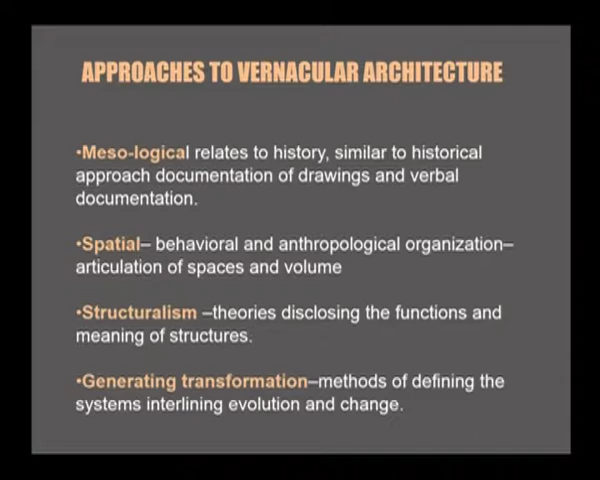 APPROACHES TO VERNACULAR ARCHITECTURE
•Meso-logical relates to history, similar to historical
approach documentation of drawings and verbal
documentation.
•Spatial– behavioral and anthropological organization–
articulation of spaces and volume
•Structuralism –theories disclosing the functions and
meaning of structures.
•Generating transformation–methods of defining the
systems interlining evolution and change.